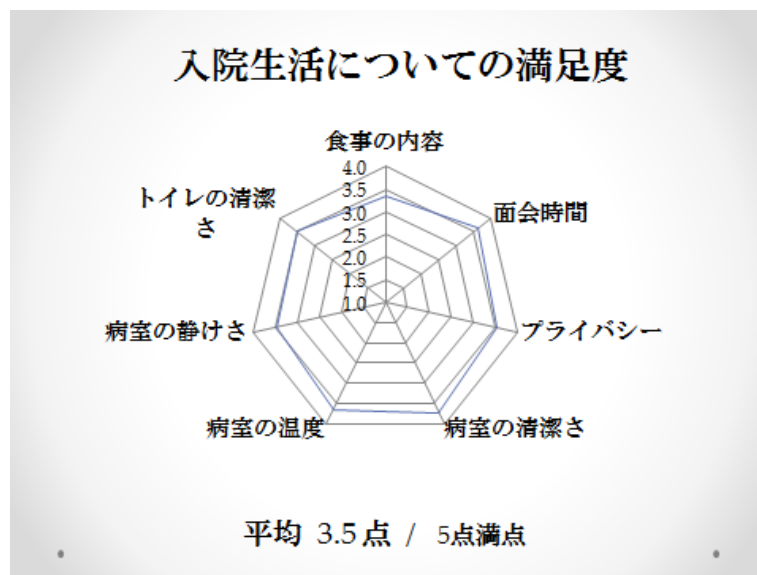 入院生活についての満足度
食事の内容
4.0
3.5
3.0
2.5
2.0
1.5
1.0
トイレの清潔
さ
面会時間
病室の静けさ
プライバシー
病室の温度
病室の清潔さ
平均 3.5点 / 5点満点